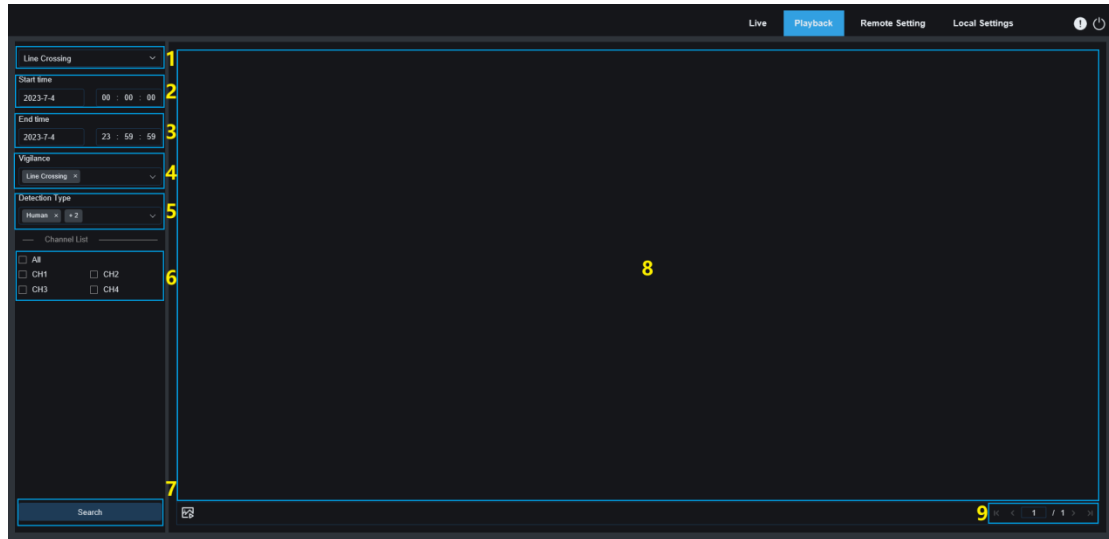 Live Playback Remote Setting Local Settings !
Line Crossing 1
Start time
2023-7-4 00 : 00 : 00 2
End time
2023-7-4 23 : 59 : 59 3
Vigilance
Line Crossing × 4
Detection Type
Human × + 2 5
Channel List
All
CH1 CH2
CH3 CH4
6
8
7
Search
9 1 / 1